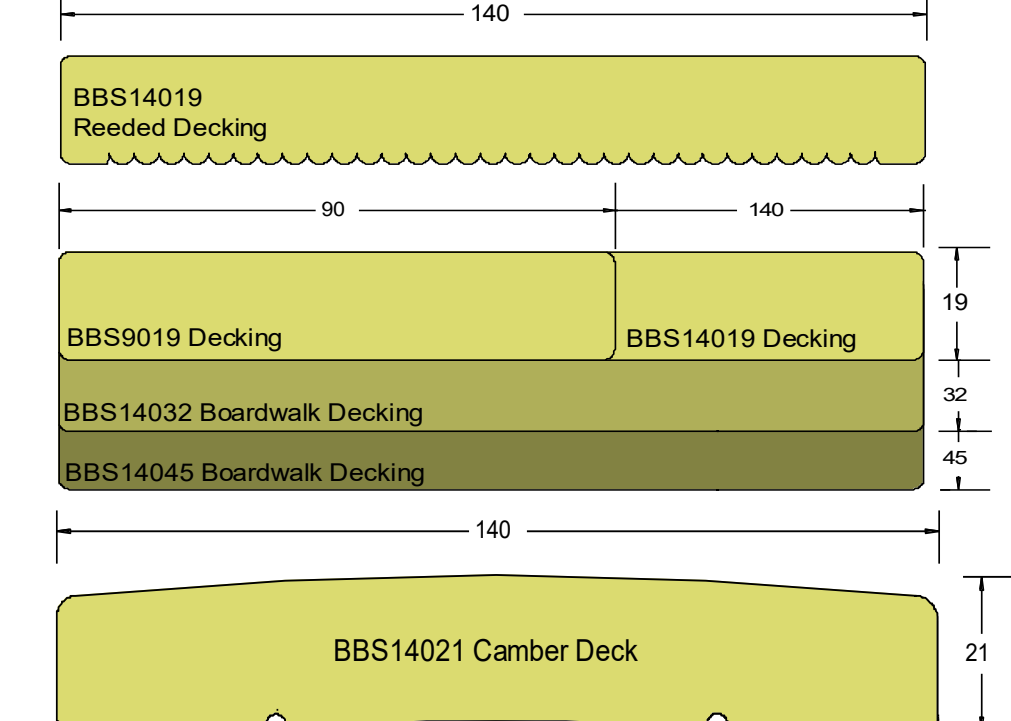 140
BBS14019
Reeded Decking
90
140
19
BBS9019 Decking
BBS14019 Decking
32
BBS14032 Boardwalk Decking
45
BBS14045 Boardwalk Decking
140
BBS14021 Camber Deck
21